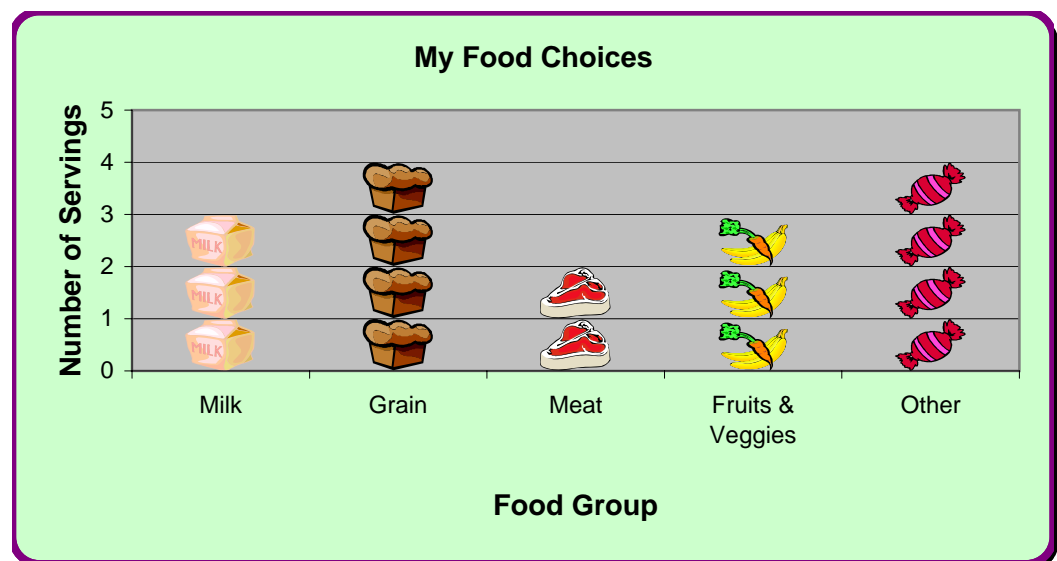 My Food Choices
Number of Servings
5
4
3
2
1
0
MILK
MILK
MILK
Milk
Grain
Meat
Fruits &
Veggies
Other
Food Group